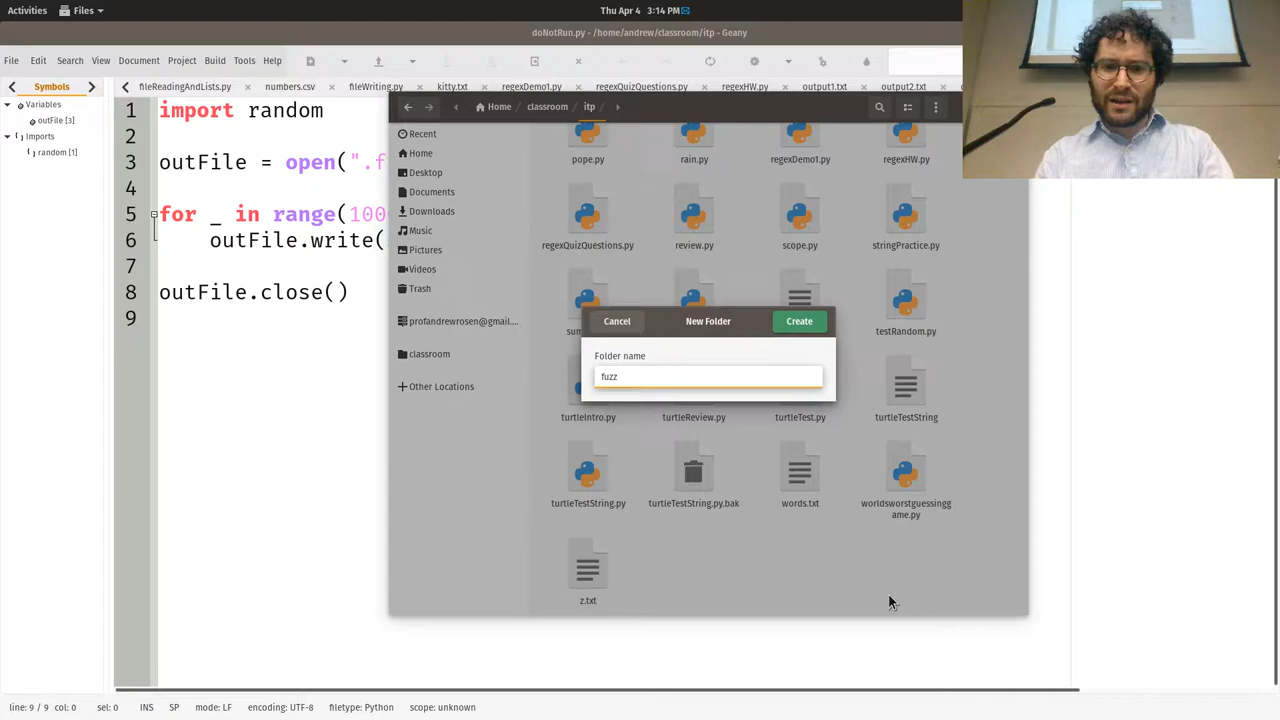 Activities
Files
Thu Apr 4 3:14 PM
doNotRun.py - /home/andrew/classroom/itp - Geany
File Edit Search View Document Project Build Tools Help
Symbols
fileReadingAndLists.py numbers.csv fileWriting.py kitty.txt regexDemo1.py regexQuizQuestions.py regexHW.py output1.txt output2.txt
Variables
outFile [3]
Imports
random [1]
1 import random
2
3 outFile = open(".f
4
5 for _ in range(100
6 outFile.write(
7
8 outFile.close()
9
Home classroom itp
Recent
Home
Desktop
Documents
Downloads
Music
Pictures
Videos
Trash
profandrewrosen@gmail....
classroom
Other Locations
pope.py rain.py regexDemo1.py regexHW.py
regexQuizQuestions.py review.py scope.py stringPractice.py
sum
testRandom.py
turtleIntro.py turtleReview.py turtleTest.py turtleTestString
turtleTestString.py turtleTestString.py.bak words.txt worldsworstguessingg
ame.py
z.txt
Cancel New Folder Create
Folder name
fuzz
line: 9 / 9 col: 0 sel: 0 INS SP mode: LF encoding: UTF-8 filetype: Python scope: unknown